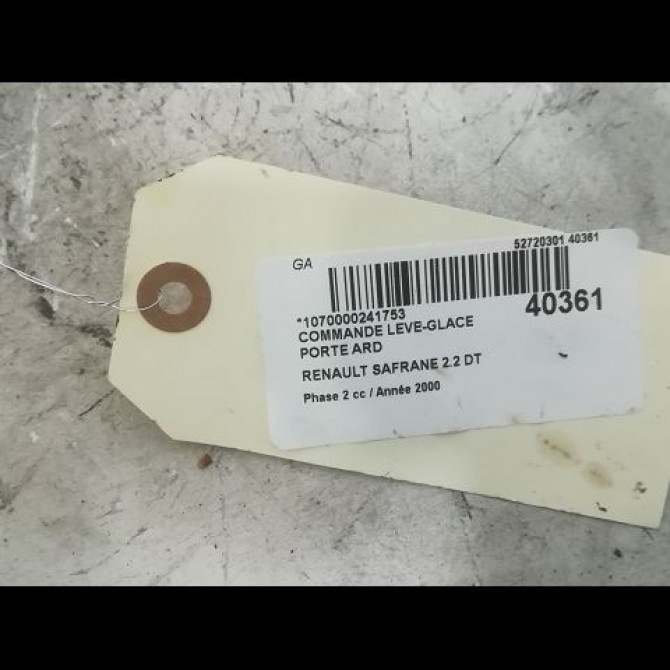 52720301 40361
GA
*1070000241753
40361
COMMANDE LEVE-GLACE
PORTE ARD
RENAULT SAFRANE 2.2 DT
Phase 2 cc / Année 2000